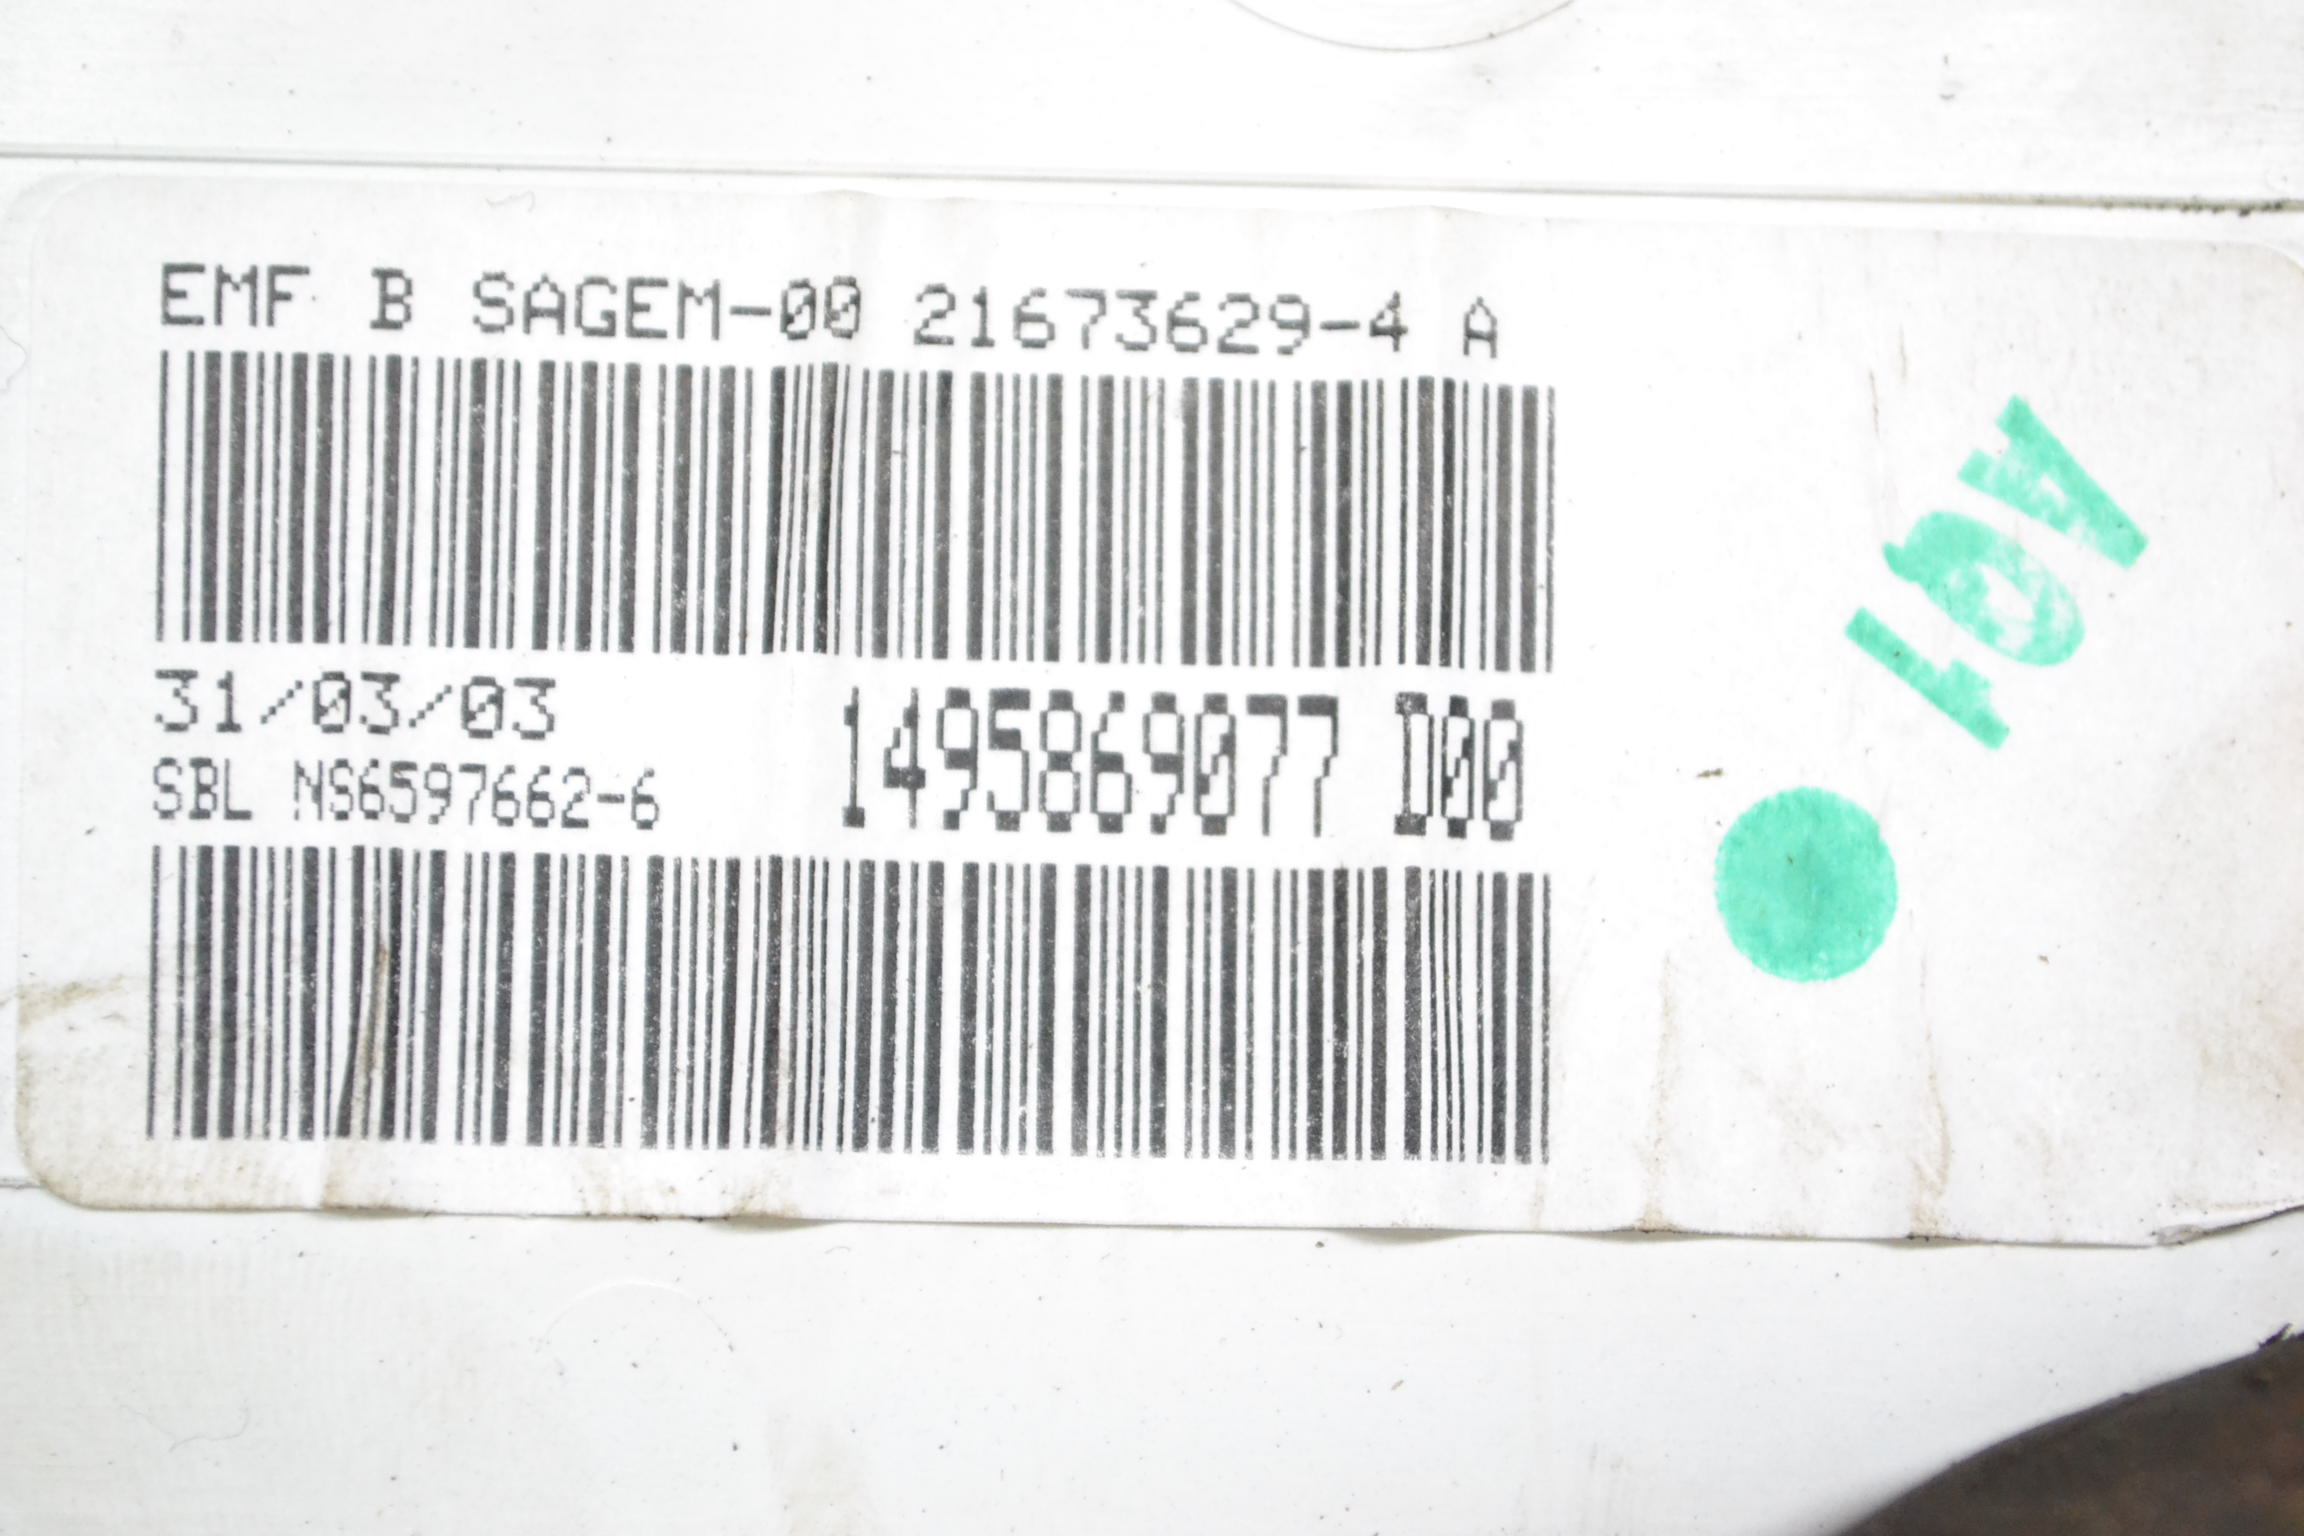 EMF B SAGEM-00 21673629-4 A
31/03/03
1495869077 D00
SBL NS6597662-6
A01